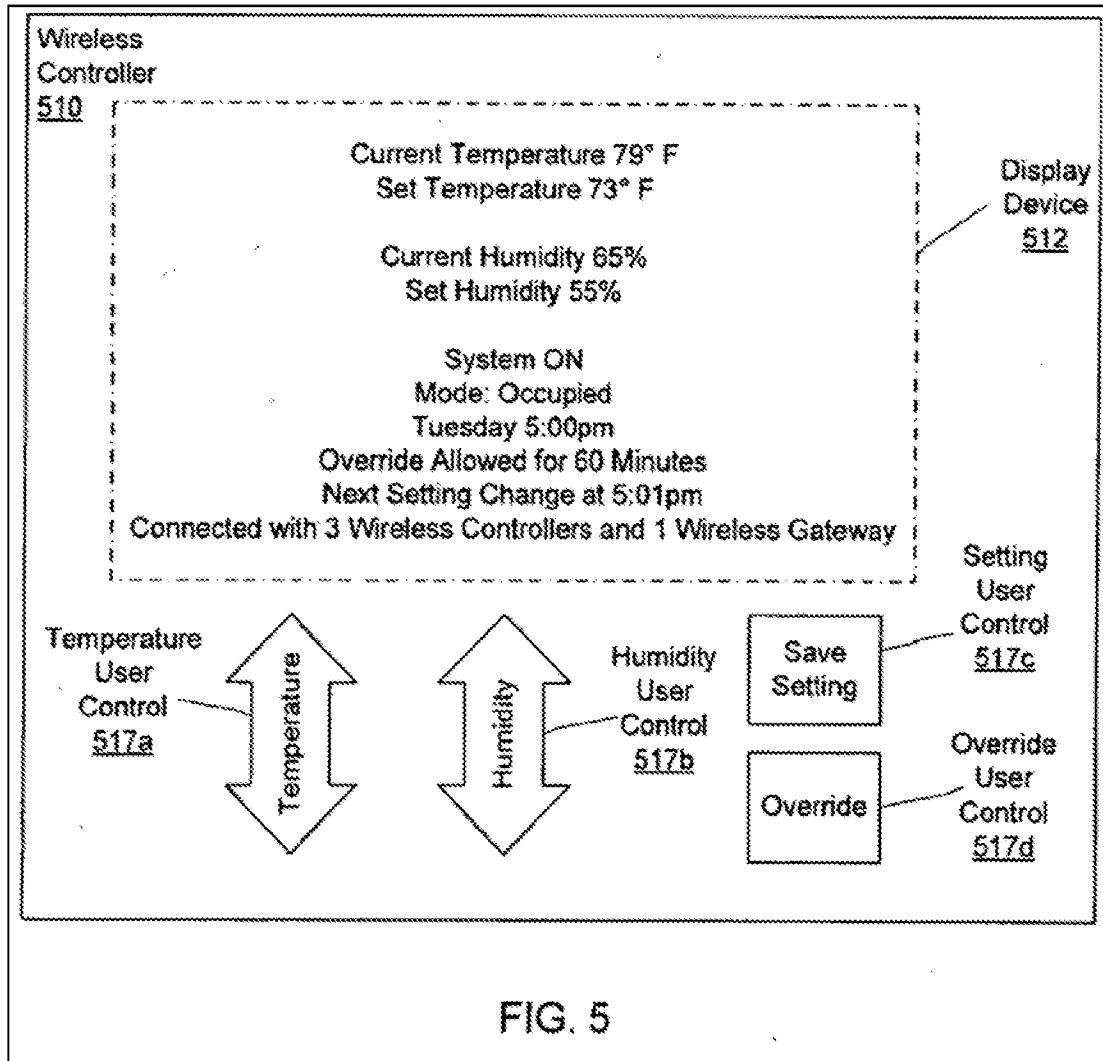 Wireless
Controller
510
Current Temperature 79° F
Set Temperature 73° F
Current Humidity 65%
Set Humidity 55%
System ON
Mode: Occupied
Tuesday 5:00pm
Override Allowed for 60 Minutes
Next Setting Change at 5:01pm
Connected with 3 Wireless Controllers and 1 Wireless Gateway
Display
Device
512
Temperature
User
Control
517a
Temperature
Humidity
Humidity
User
Control
517b
Save
Setting
Setting
User
Control
517c
Override
Override
User
Control
517d
FIG. 5